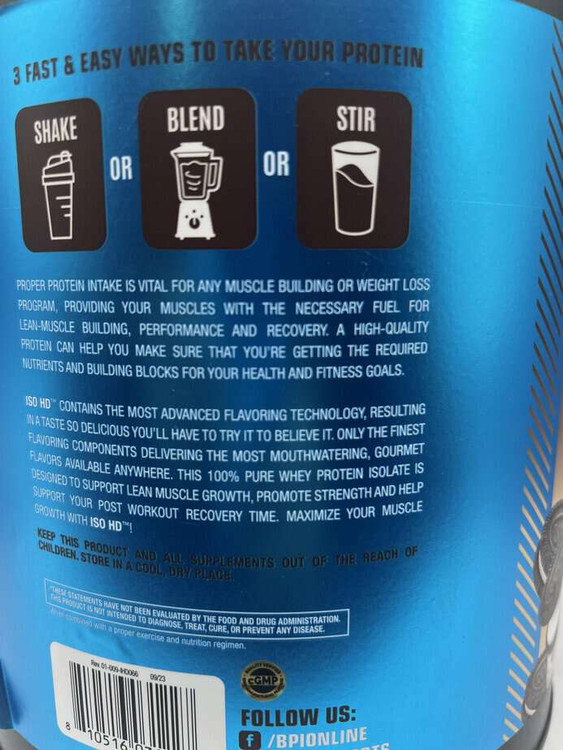 3 FAST & EASY WAYS TO TAKE YOUR PROTEIN
SHAKE OR BLEND OR STIR
PROPER PROTEIN INTAKE IS VITAL FOR ANY MUSCLE BUILDING OR WEIGHT LOSS
PROGRAM, PROVIDING YOUR MUSCLES WITH THE NECESSARY FUEL FOR
LEAN-MUSCLE BUILDING, PERFORMANCE AND RECOVERY. A HIGH-QUALITY
PROTEIN CAN HELP YOU MAKE SURE THAT YOU'RE GETTING THE REQUIRED
NUTRIENTS AND BUILDING BLOCKS FOR YOUR HEALTH AND FITNESS GOALS.
ISO HD™ CONTAINS THE MOST ADVANCED FLAVORING TECHNOLOGY, RESULTING
IN A TASTE SO DELICIOUS YOU'LL HAVE TO TRY IT TO BELIEVE IT. ONLY THE FINEST
FLAVORING COMPONENTS DELIVERING THE MOST MOUTHWATERING, GOURMET
FLAVORS AVAILABLE ANYWHERE. THIS 100% PURE WHEY PROTEIN ISOLATE IS
DESIGNED TO SUPPORT LEAN MUSCLE GROWTH, PROMOTE STRENGTH AND HELP
SUPPORT YOUR POST WORKOUT RECOVERY TIME. MAXIMIZE YOUR MUSCLE
GROWTH WITH ISO HD™!
KEEP THIS PRODUCT AND ALL SUPPLEMENTS OUT OF THE REACH OF
CHILDREN. STORE IN A COOL, DRY PLACE.
*THESE STATEMENTS HAVE NOT BEEN EVALUATED BY THE FOOD AND DRUG ADMINISTRATION.
THIS PRODUCT IS NOT INTENDED TO DIAGNOSE, TREAT, CURE, OR PREVENT ANY DISEASE.
with a proper exercise and nutrition regimen.
Rev. 01-009-IHD066 09/23
8 10516
cGMP
FOLLOW US:
f /BPIONLINE